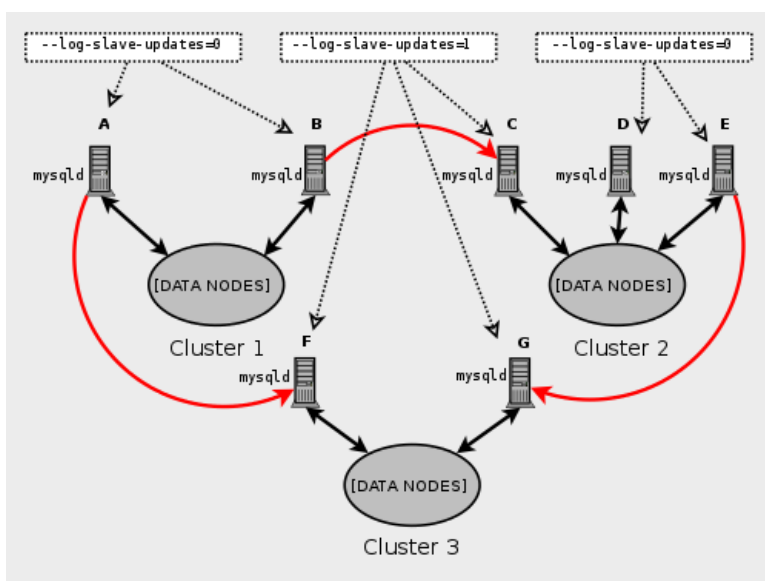 --log-slave-updates=0
--log-slave-updates=1
--log-slave-updates=0
A
B
C
D
E
mysqld
mysqld
mysqld
mysqld
mysqld
[DATA NODES]
[DATA NODES]
Cluster 1
Cluster 2
F
G
mysqld
mysqld
[DATA NODES]
Cluster 3